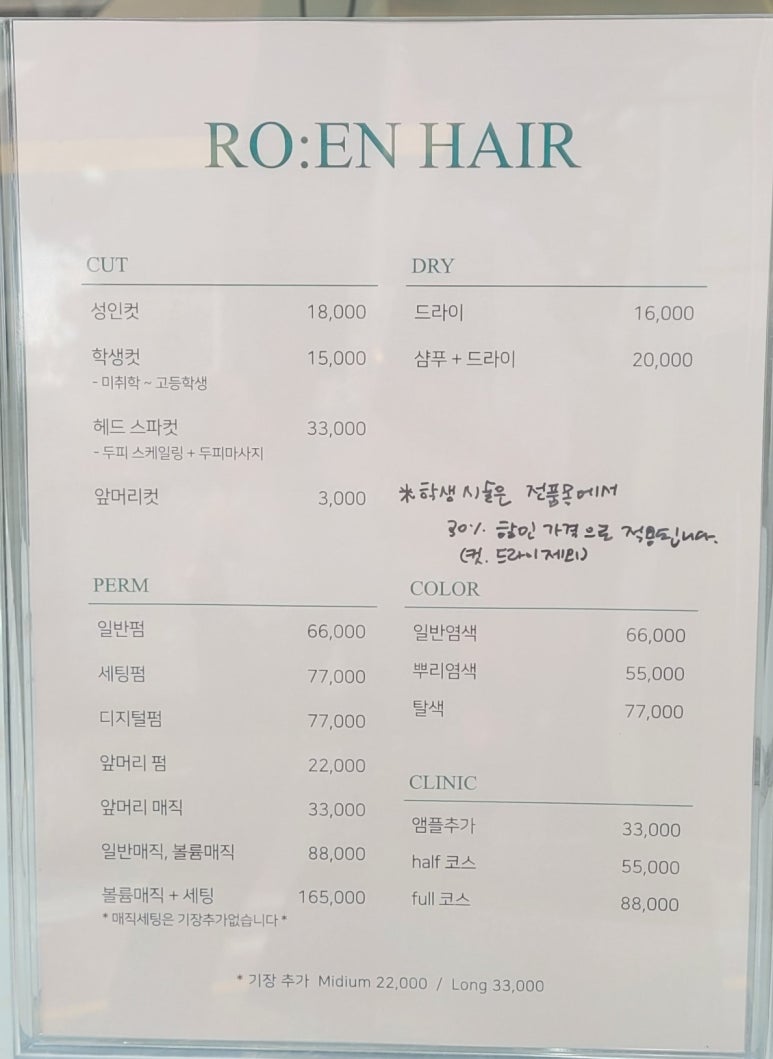 RO:EN HAIR
CUT
성인컷 18,000
학생컷 15,000
- 미취학 ~ 고등학생
헤드 스파컷 33,000
- 두피 스케일링 + 두피마사지
앞머리컷 3,000
DRY
드라이 16,000
샴푸 + 드라이 20,000
※학생시술은 전품목에서
30% 할인 가격으로 적용됩니다.
(컷. 드라이제외)
PERM
일반펌 66,000
세팅펌 77,000
디지털펌 77,000
앞머리 펌 22,000
앞머리 매직 33,000
일반매직, 볼륨매직 88,000
볼륨매직 + 세팅 165,000
* 매직세팅은 기장추가없습니다 *
COLOR
일반염색 66,000
뿌리염색 55,000
탈색 77,000
CLINIC
앰플추가 33,000
half 코스 55,000
full 코스 88,000
* 기장 추가 Midium 22,000 / Long 33,000